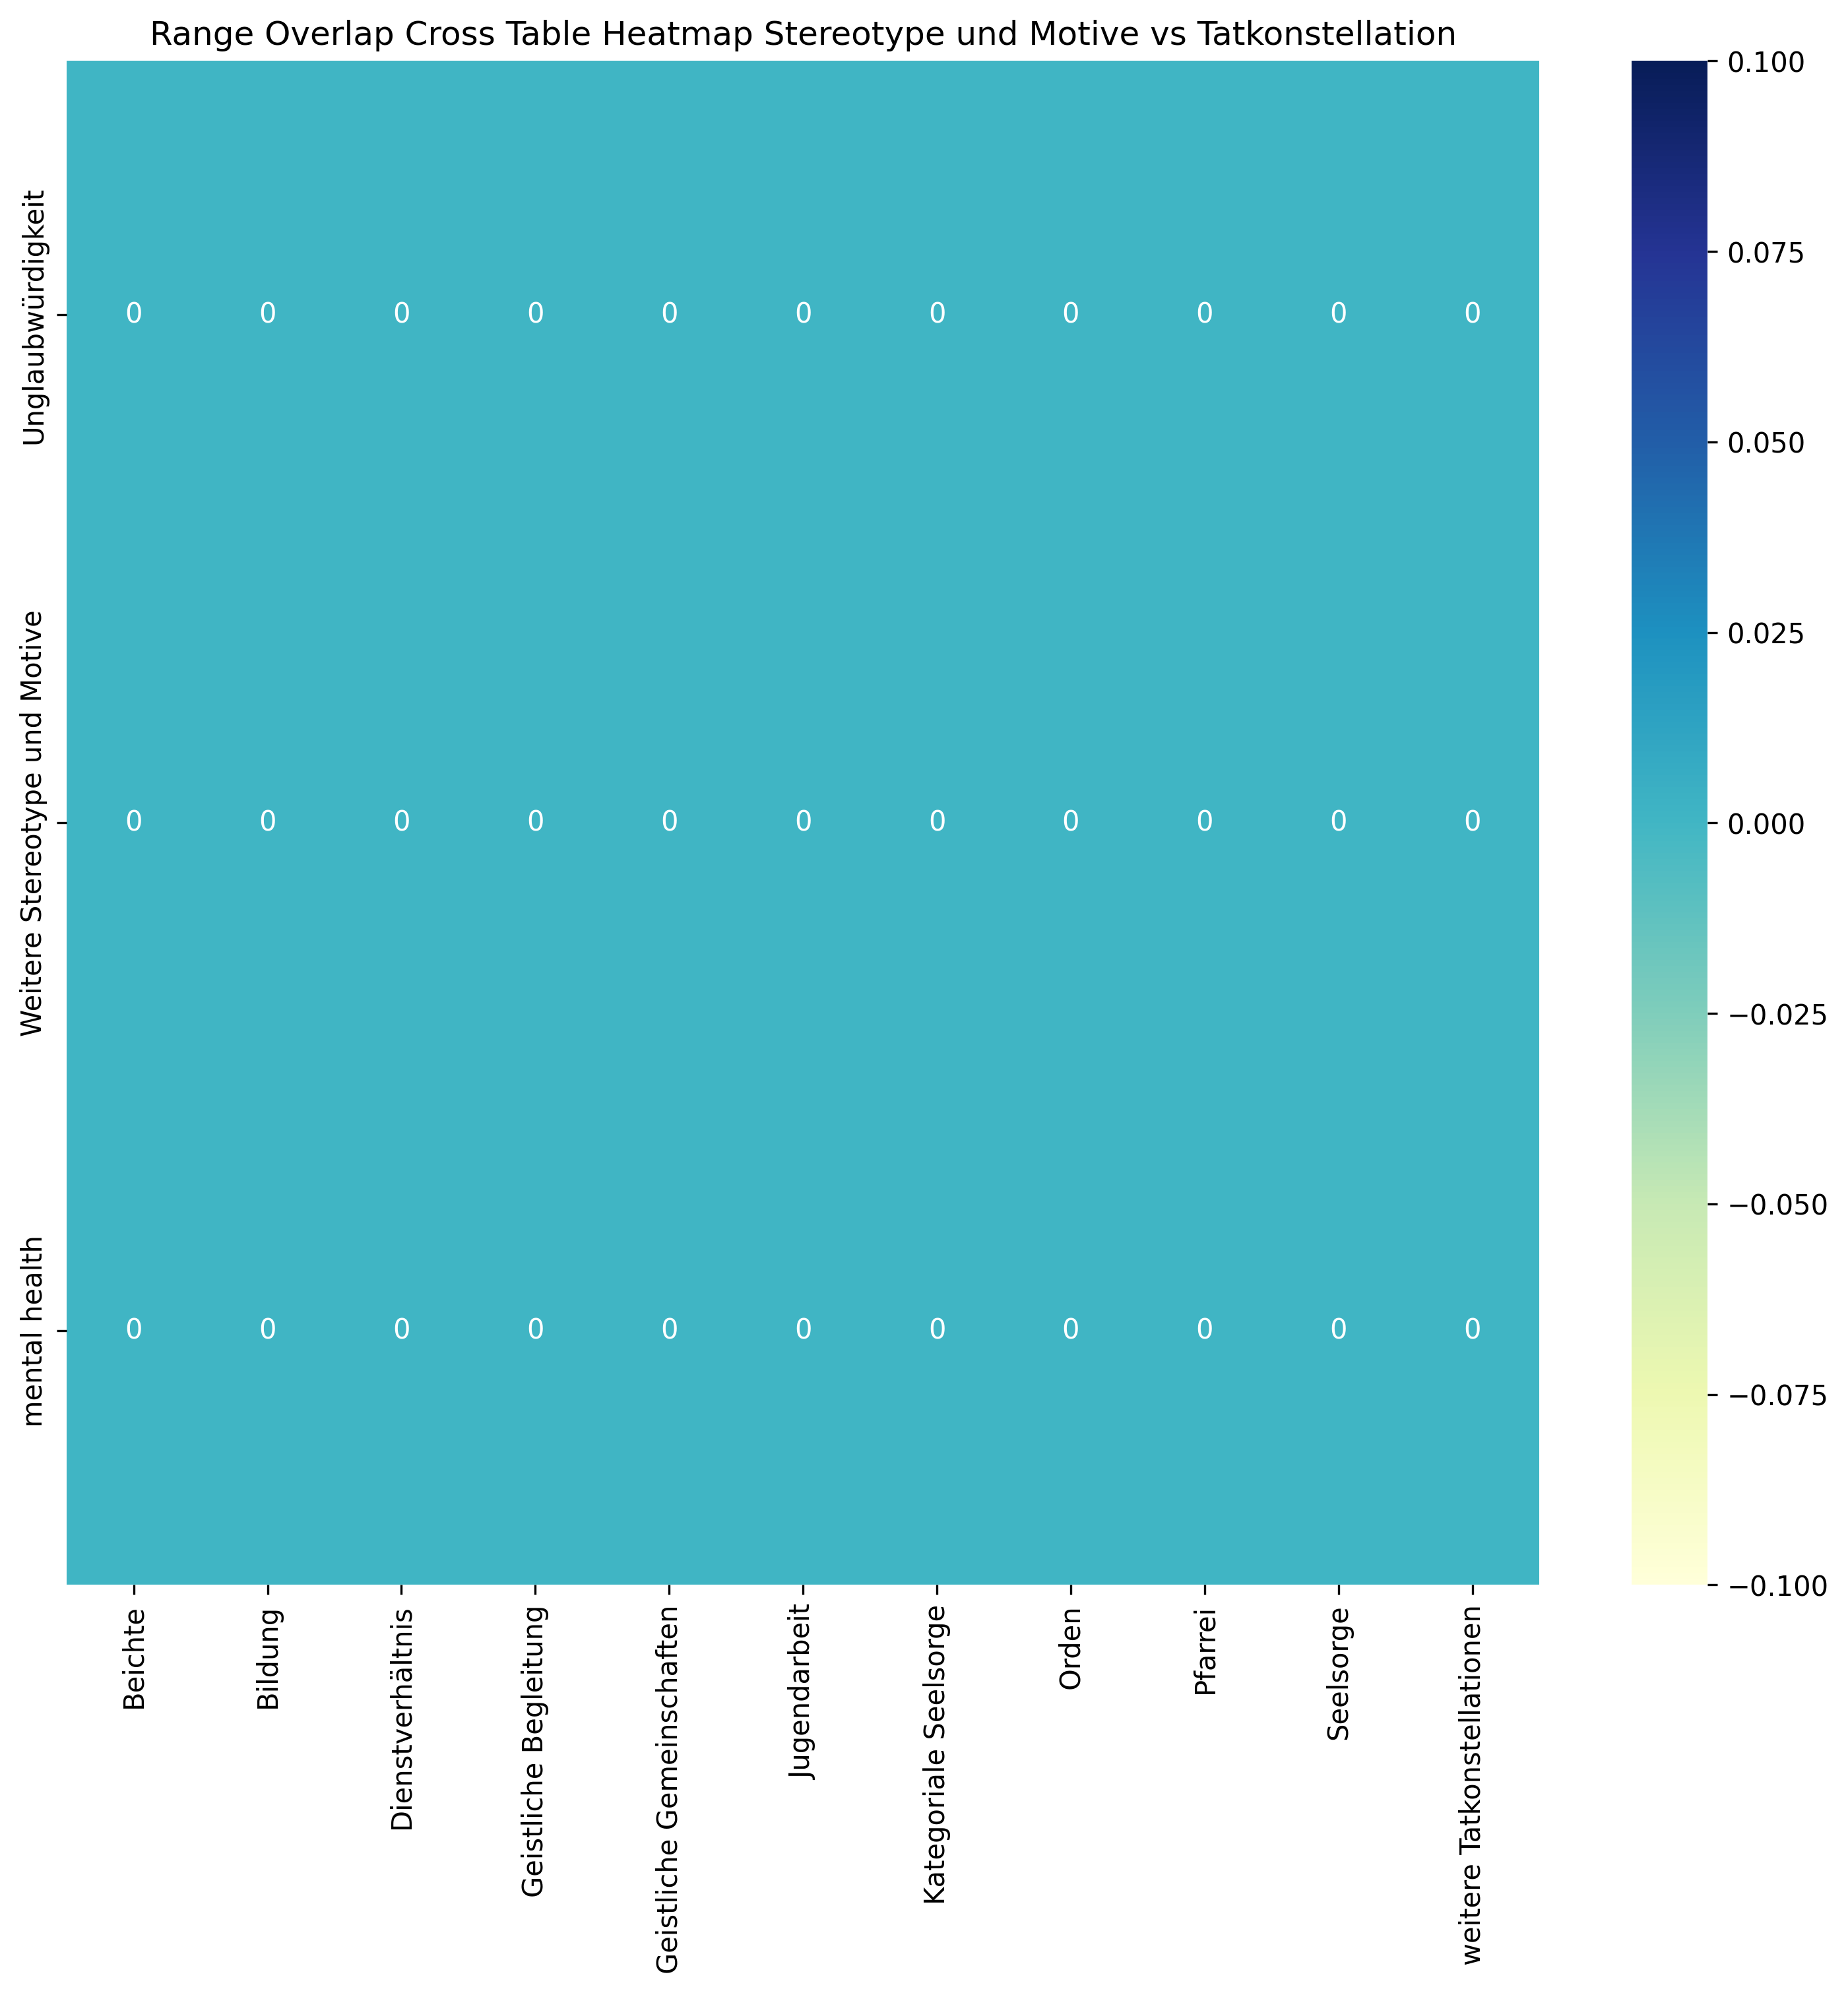 Range Overlap Cross Table Heatmap Stereotype und Motive vs Tatkonstellation
Unglaubwürdigkeit
0 0 0 0 0 0 0 0 0 0 0
Weitere Stereotype und Motive
0 0 0 0 0 0 0 0 0 0 0
mental health
0 0 0 0 0 0 0 0 0 0 0
Beichte
Bildung
Dienstverhältnis
Geistliche Begleitung
Geistliche Gemeinschaften
Jugendarbeit
Kategoriale Seelsorge
Orden
Pfarrei
Seelsorge
weitere Tatkonstellationen
0.100
0.075
0.050
0.025
0.000
−0.025
−0.050
−0.075
−0.100